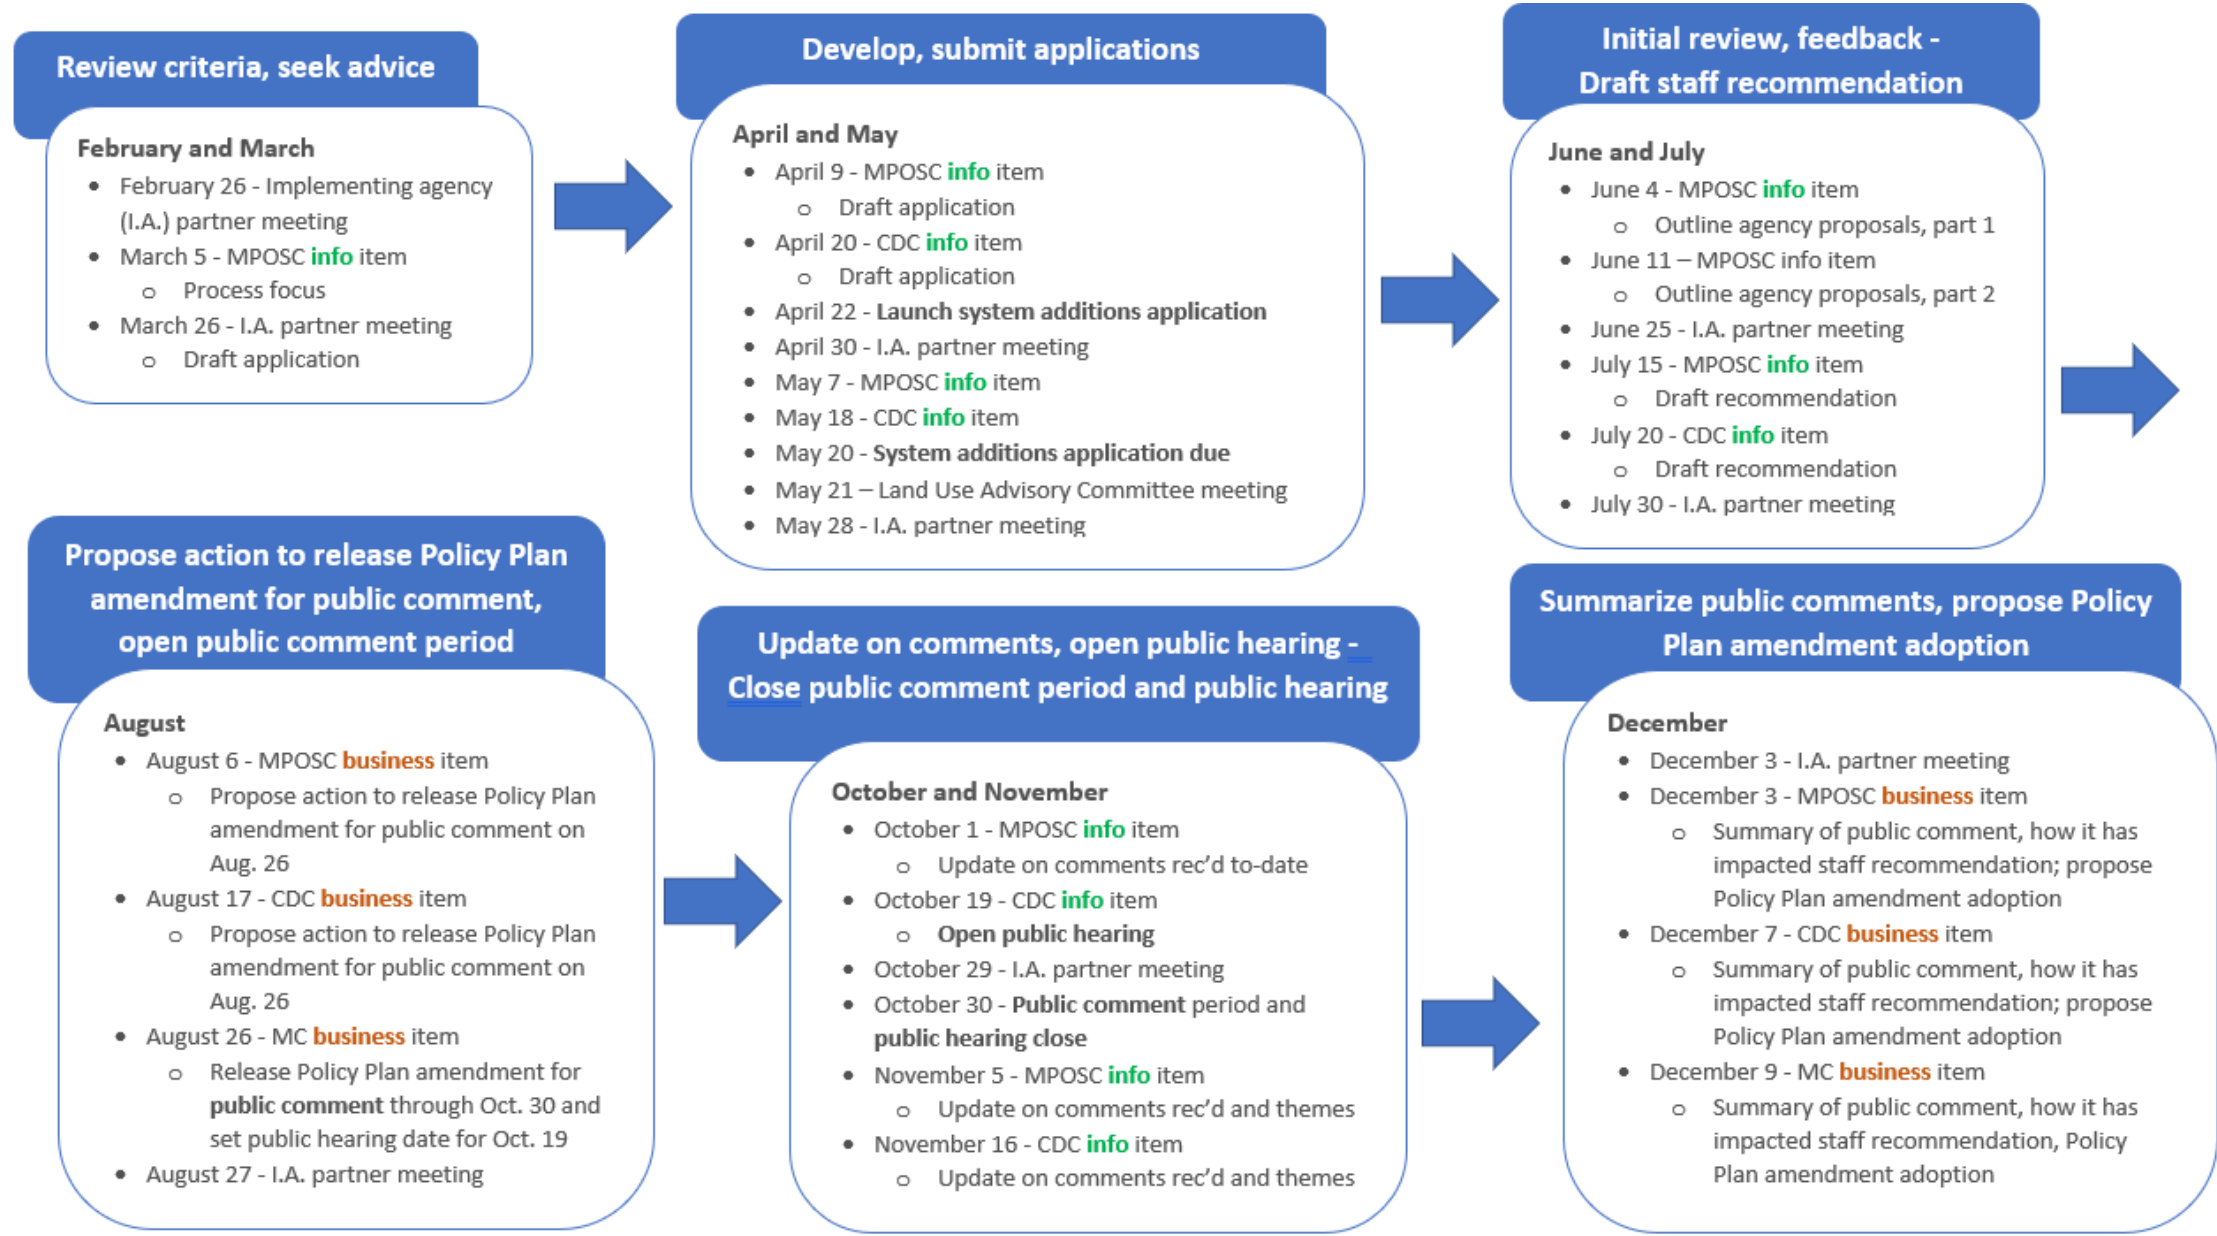 Review criteria, seek advice
February and March
• February 26 - Implementing agency
(I.A.) partner meeting
• March 5 - MPOSC info item
o Process focus
• March 26 - I.A. partner meeting
o Draft application
Develop, submit applications
April and May
• April 9 - MPOSC info item
o Draft application
• April 20 - CDC info item
o Draft application
• April 22 - Launch system additions application
• April 30 - I.A. partner meeting
• May 7 - MPOSC info item
• May 18 - CDC info item
• May 20 - System additions application due
• May 21 – Land Use Advisory Committee meeting
• May 28 - I.A. partner meeting
Initial review, feedback -
Draft staff recommendation
June and July
• June 4 - MPOSC info item
o Outline agency proposals, part 1
• June 11 – MPOSC info item
o Outline agency proposals, part 2
• June 25 - I.A. partner meeting
• July 15 - MPOSC info item
o Draft recommendation
• July 20 - CDC info item
o Draft recommendation
• July 30 - I.A. partner meeting
Propose action to release Policy Plan
amendment for public comment,
open public comment period
August
• August 6 - MPOSC business item
o Propose action to release Policy Plan
amendment for public comment on
Aug. 26
• August 17 - CDC business item
o Propose action to release Policy Plan
amendment for public comment on
Aug. 26
• August 26 - MC business item
o Release Policy Plan amendment for
public comment through Oct. 30 and
set public hearing date for Oct. 19
• August 27 - I.A. partner meeting
Update on comments, open public hearing -
Close public comment period and public hearing
October and November
• October 1 - MPOSC info item
o Update on comments rec’d to-date
• October 19 - CDC info item
o Open public hearing
• October 29 - I.A. partner meeting
• October 30 - Public comment period and
public hearing close
• November 5 - MPOSC info item
o Update on comments rec’d and themes
• November 16 - CDC info item
o Update on comments rec’d and themes
Summarize public comments, propose Policy
Plan amendment adoption
December
• December 3 - I.A. partner meeting
• December 3 - MPOSC business item
o Summary of public comment, how it has
impacted staff recommendation; propose
Policy Plan amendment adoption
• December 7 - CDC business item
o Summary of public comment, how it has
impacted staff recommendation; propose
Policy Plan amendment adoption
• December 9 - MC business item
o Summary of public comment, how it has
impacted staff recommendation, Policy
Plan amendment adoption